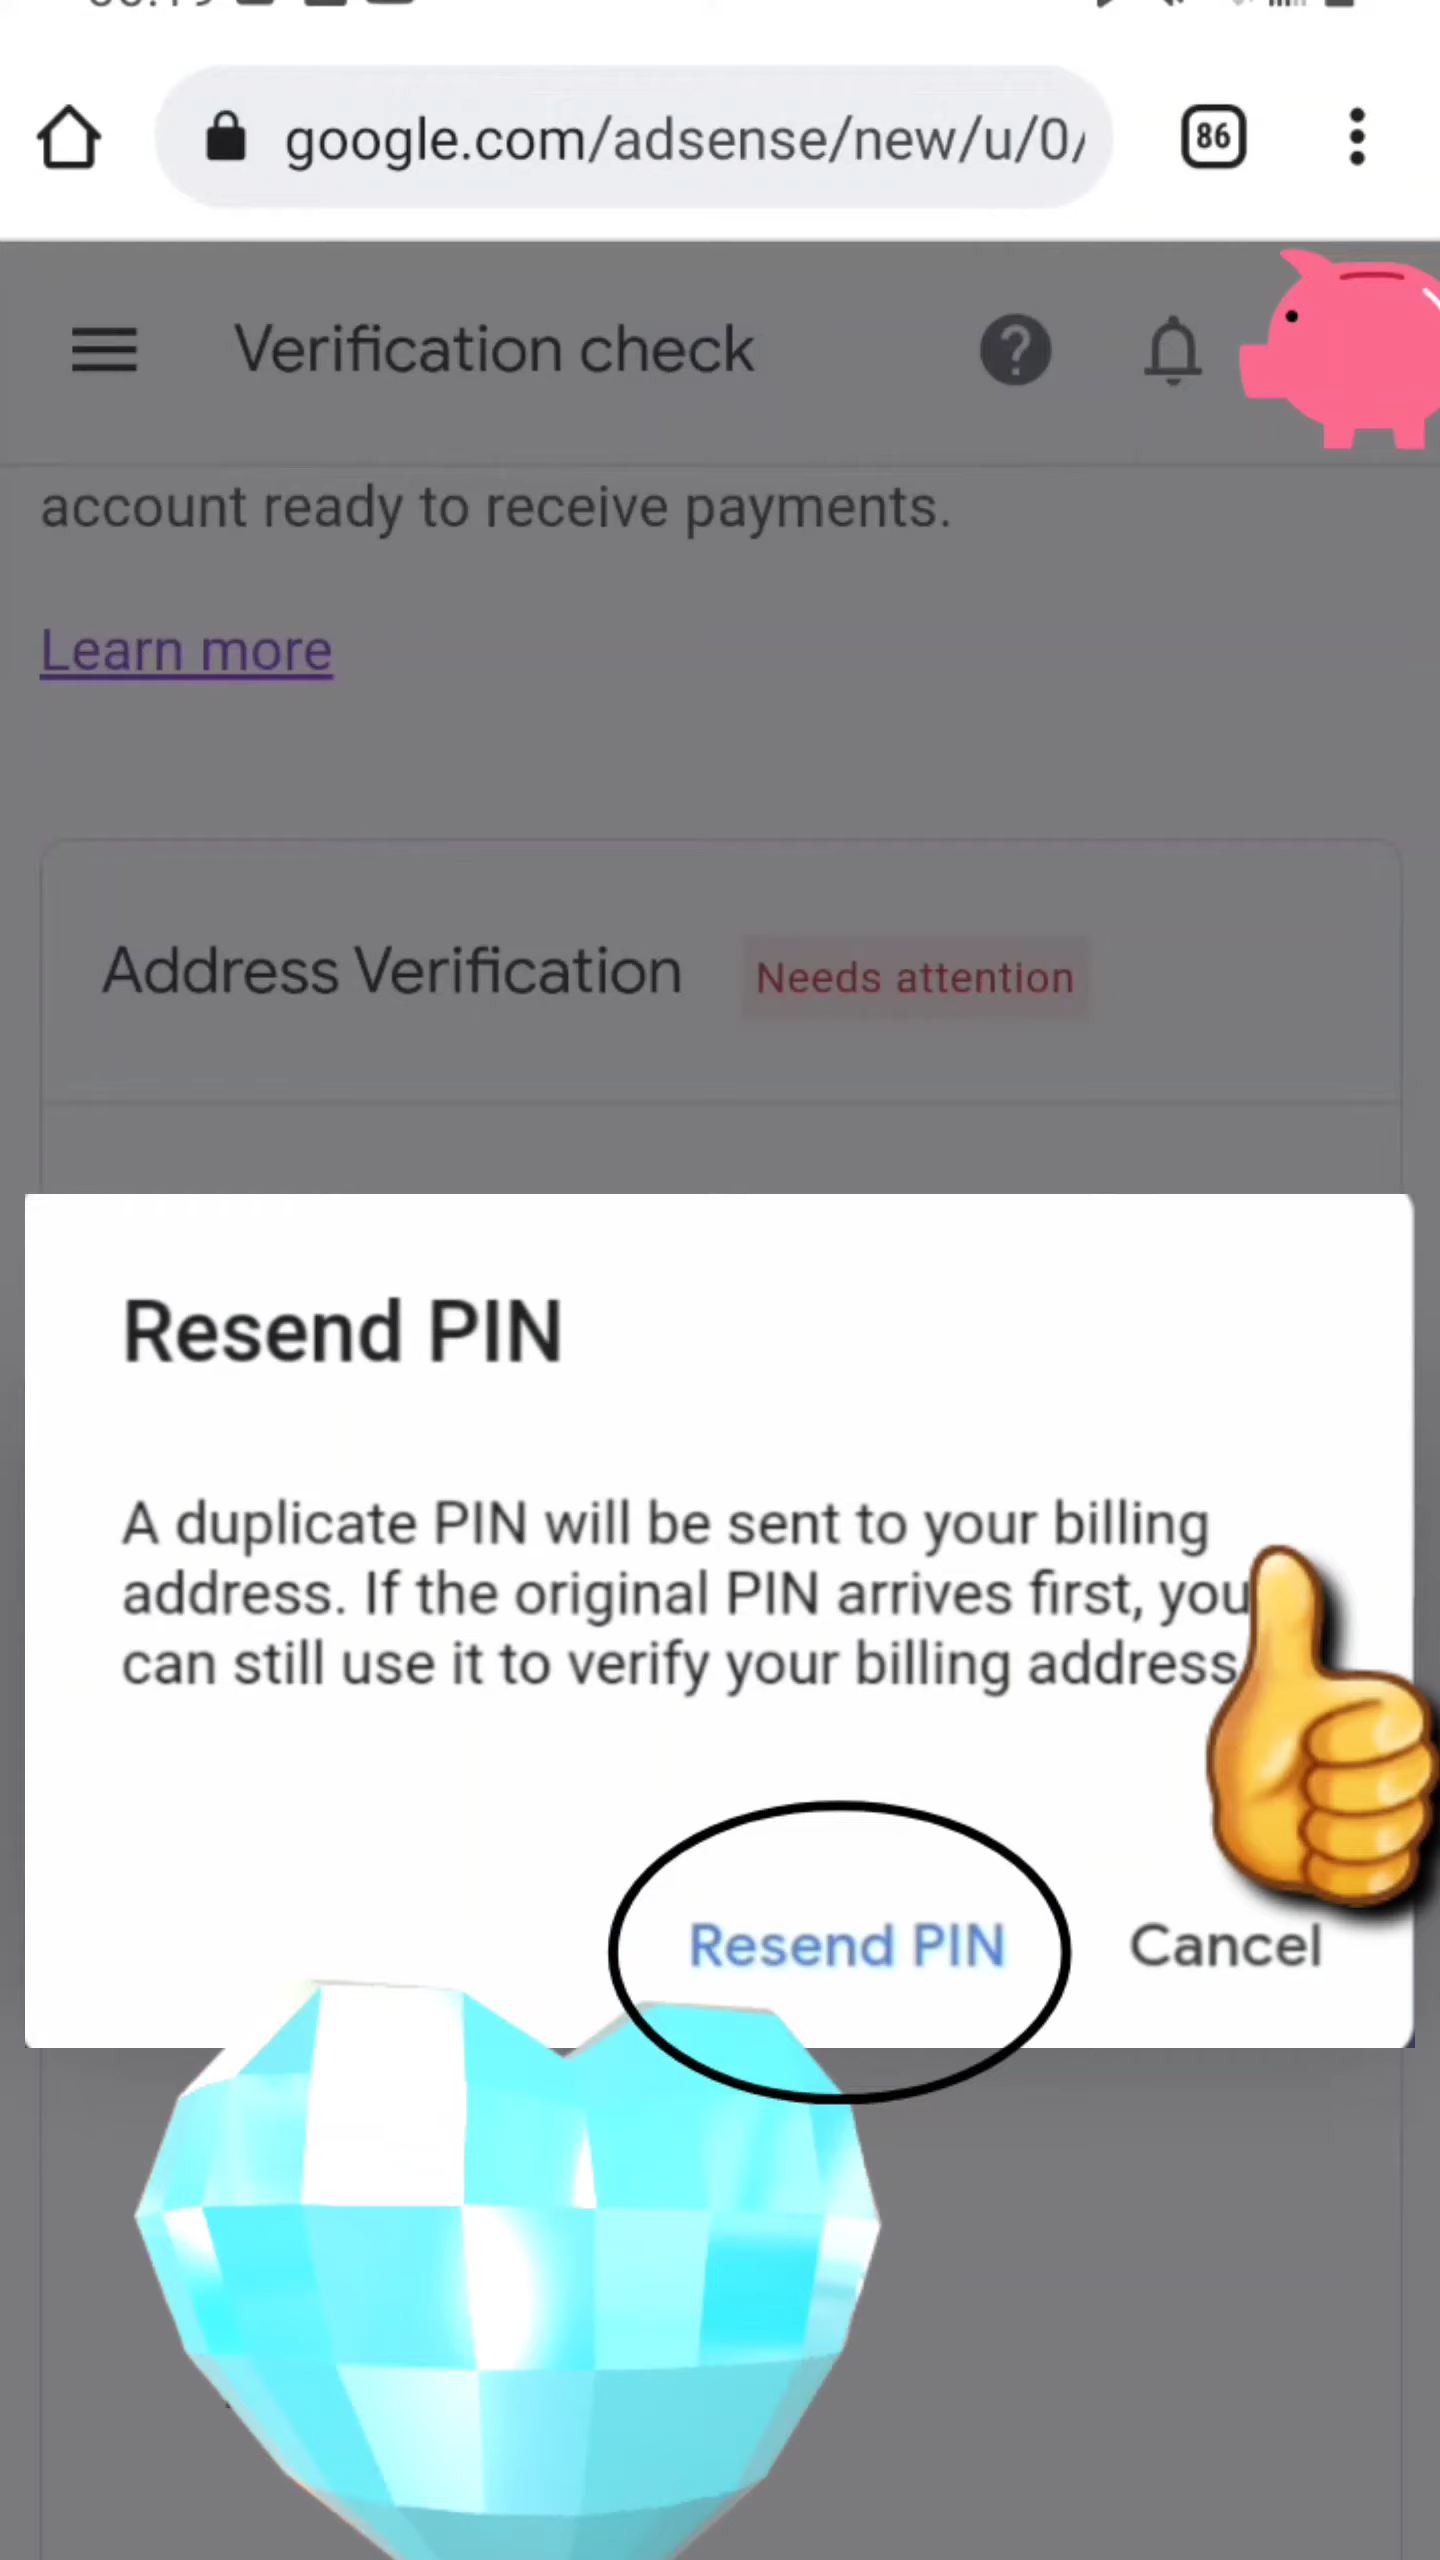 google.com/adsense/new/u/0/
86
Verification check
account ready to receive payments.
Learn more
Address Verification
Needs attention
Resend PIN
A duplicate PIN will be sent to your billing
address. If the original PIN arrives first, you
can still use it to verify your billing address
Resend PIN
Cancel